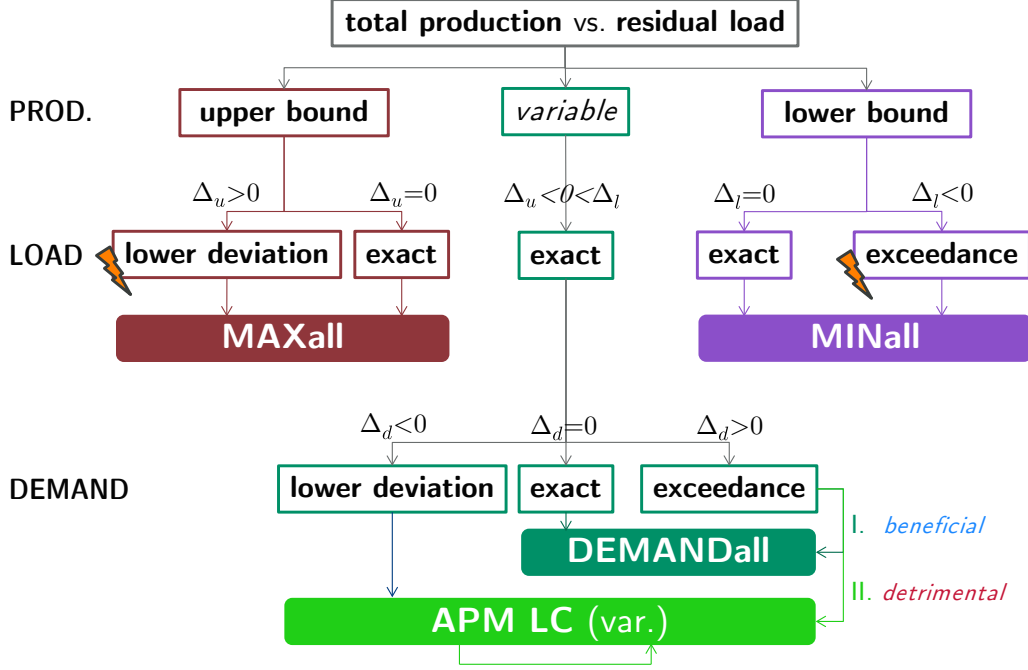 total production vs. residual load
PROD.
upper bound
variable
lower bound
Δu>0
Δu=0
Δu<0<Δl
Δl=0
Δl<0
LOAD
lower deviation
exact
exact
exact
exceedance
MAXall
MINall
Δd<0
Δd=0
Δd>0
DEMAND
lower deviation
exact
exceedance
I. beneficial
DEMANDall
II. detrimental
APM LC (var.)